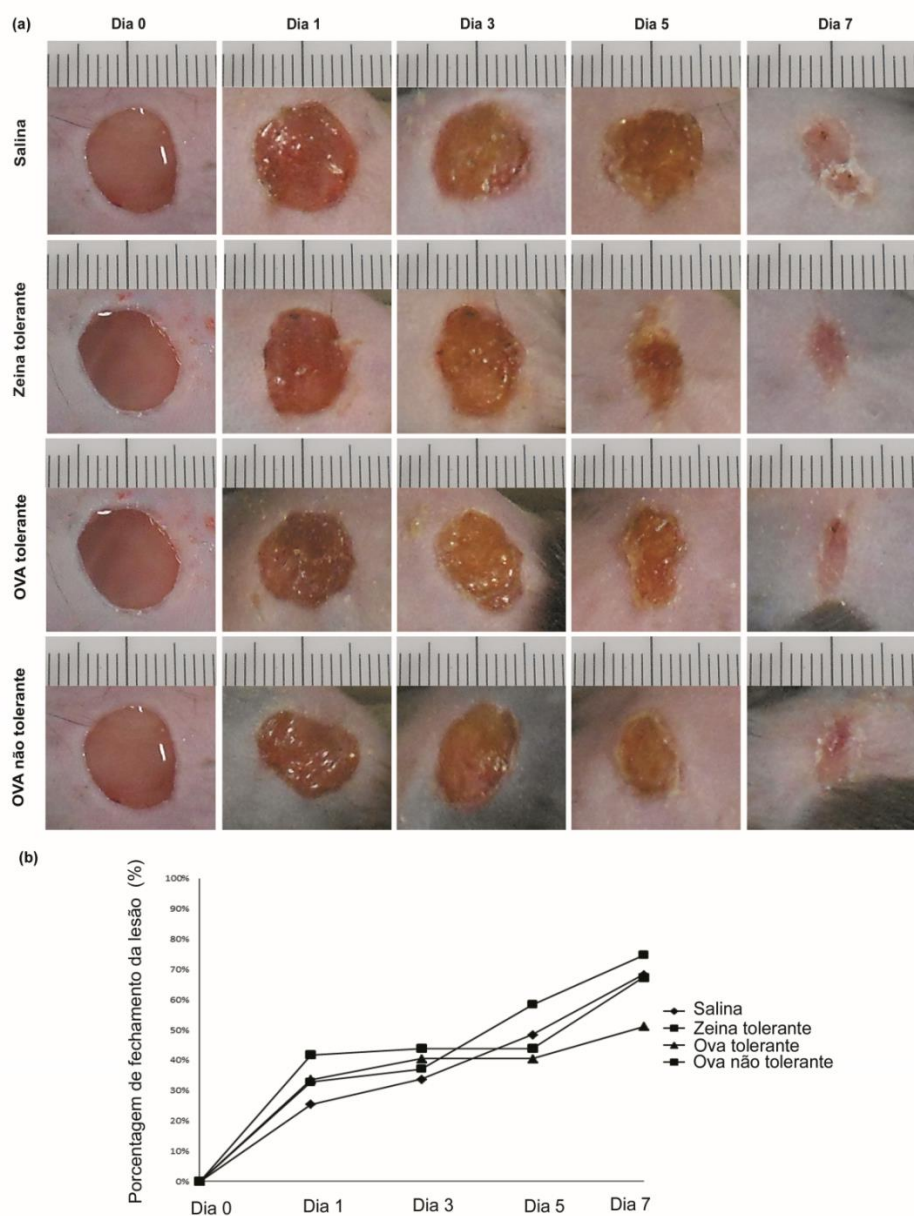 (a)
Dia 0 Dia 1 Dia 3 Dia 5 Dia 7
Salina
Zeina tolerante
OVA tolerante
OVA não tolerante
(b)
Porcentagem de fechamento da lesão (%)
100%
90%
80%
70%
60%
50%
40%
30%
20%
10%
0%
Dia 0 Dia 1 Dia 3 Dia 5 Dia 7
Salina
Zeina tolerante
Ova tolerante
Ova não tolerante